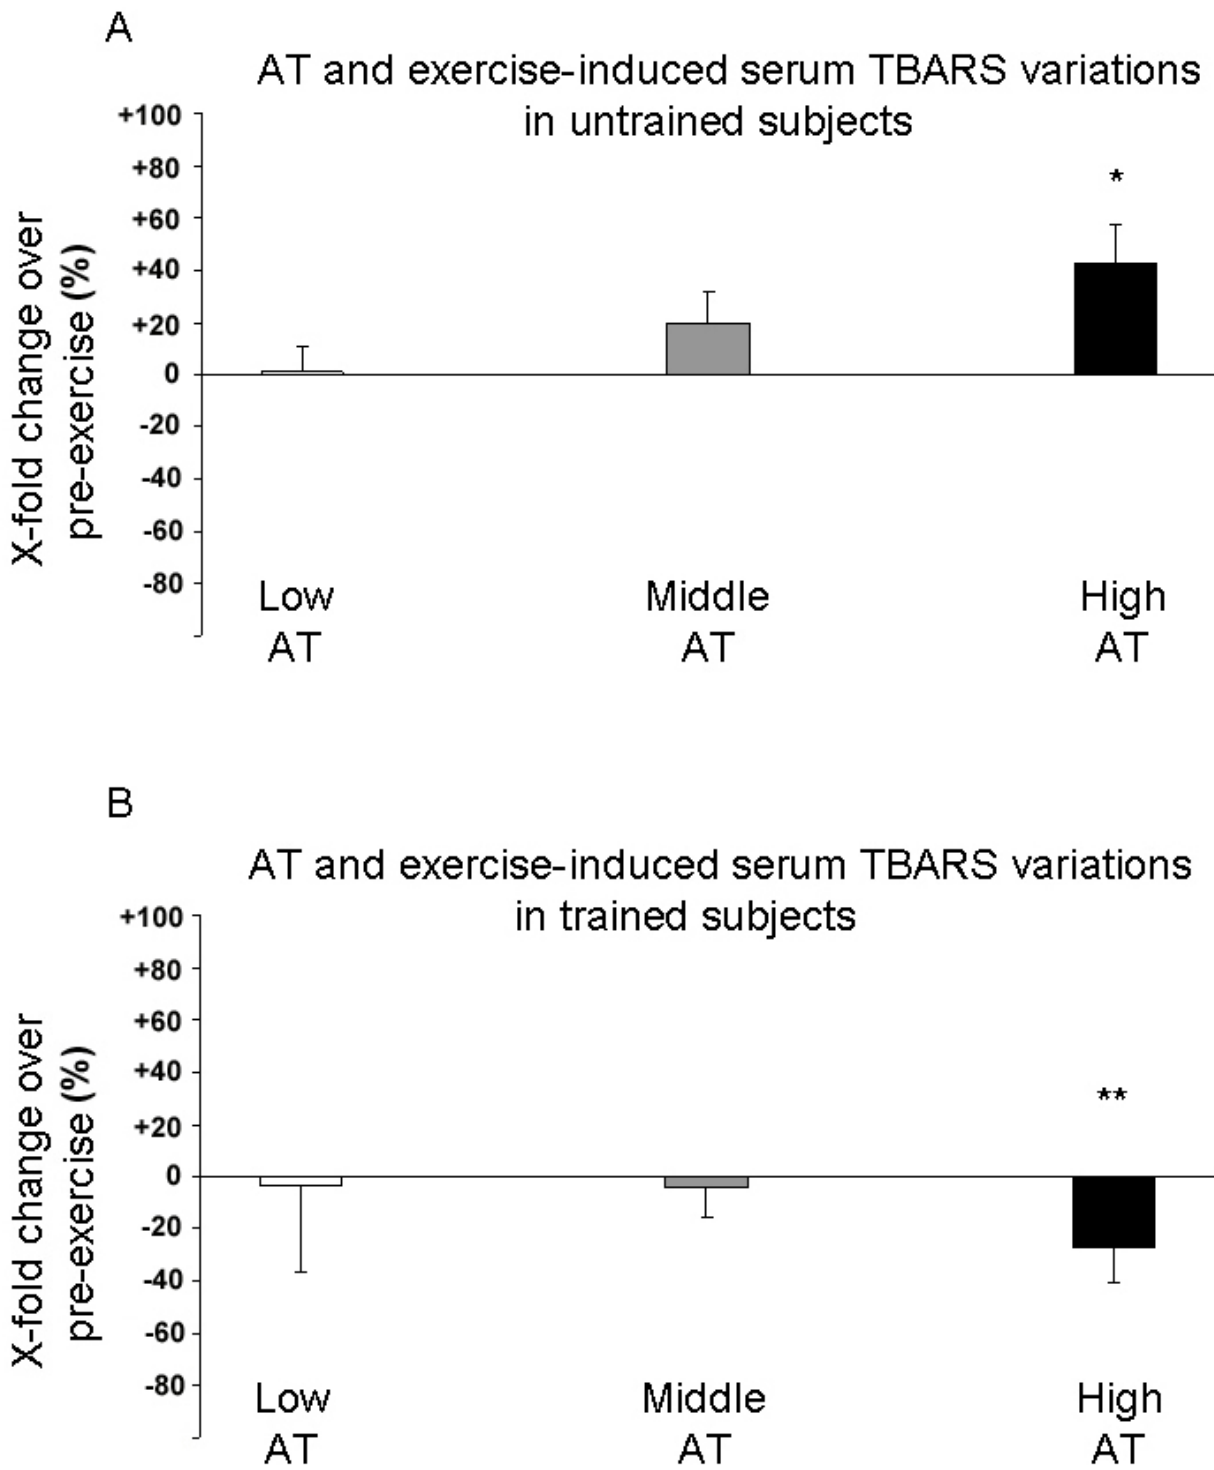 A
AT and exercise-induced serum TBARS variations
in untrained subjects
X-fold change over
pre-exercise (%)
+100
+80
+60
+40
+20
0
-20
-40
-60
-80
*
Low
AT
Middle
AT
High
AT
B
AT and exercise-induced serum TBARS variations
in trained subjects
X-fold change over
pre-exercise (%)
+100
+80
+60
+40
+20
0
-20
-40
-60
-80
**
Low
AT
Middle
AT
High
AT